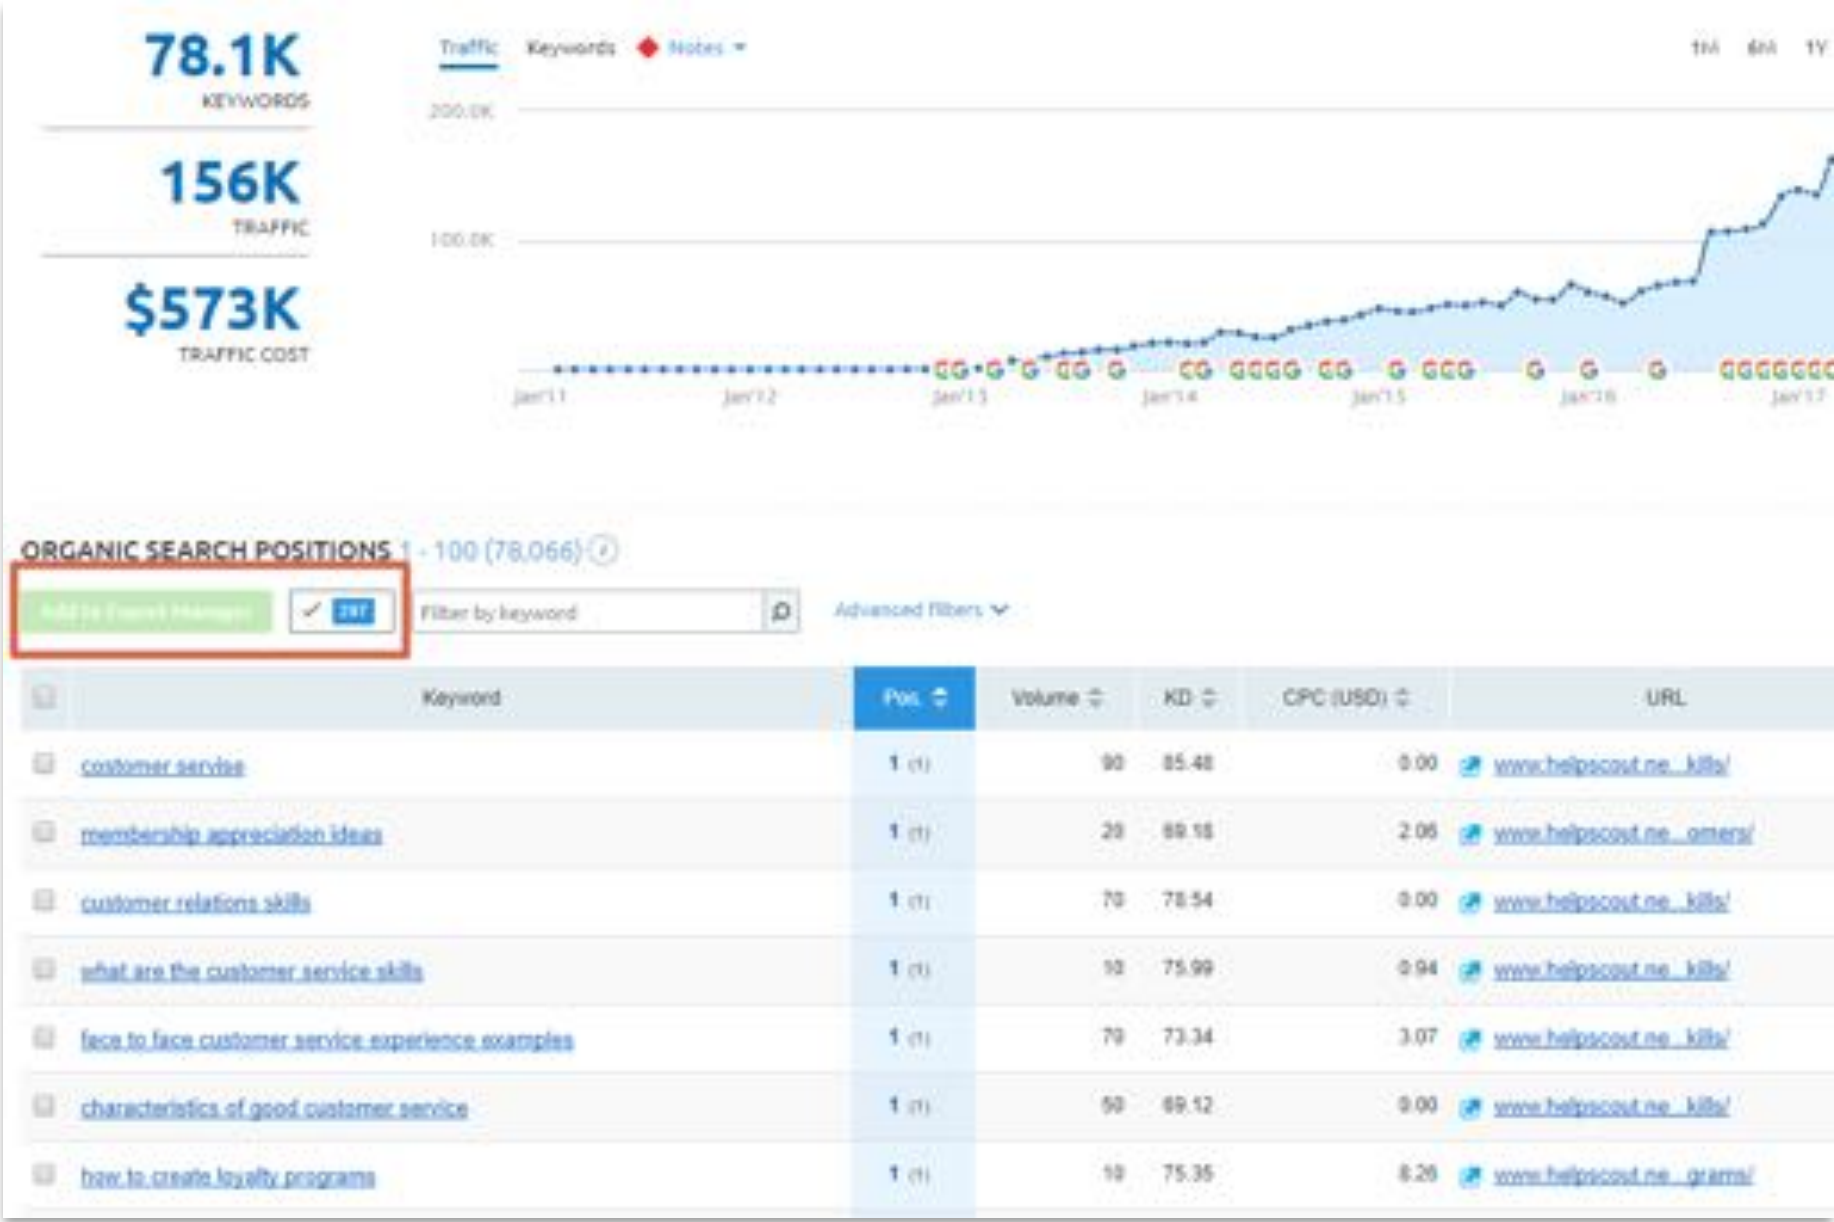 78.1K
KEYWORDS
156K
TRAFFIC
$573K
TRAFFIC COST
Traffic Keywords Notes
1M 6M 1Y
200.0K
100.0K
Jan'11 Jan'12 Jan'13 Jan'14 Jan'15 Jan'16 Jan'17
ORGANIC SEARCH POSITIONS 1 - 100 (78,066) i
Add to Export Manager 297 Filter by keyword Advanced filters
Keyword Pos. Volume KD CPC (USD) URL
costomer servise 1 (1) 90 85.48 0.00 www.helpscout.ne...kills/
membership appreciation ideas 1 (1) 20 2.06 www.helpscout.ne...omers/
customer relations skills 1 (1) 70 78.54 0.00 www.helpscout.ne...kills/
what are the customer service skills 1 (1) 10 75.99 0.94 www.helpscout.ne...kills/
face to face customer service experience examples 1 (1) 70 73.34 3.07 www.helpscout.ne...kills/
characteristics of good customer service 1 (1) 69.12 0.00 www.helpscout.ne...kills/
how to create loyalty programs 1 (1) 10 75.35 8.26 www.helpscout.ne...grams/